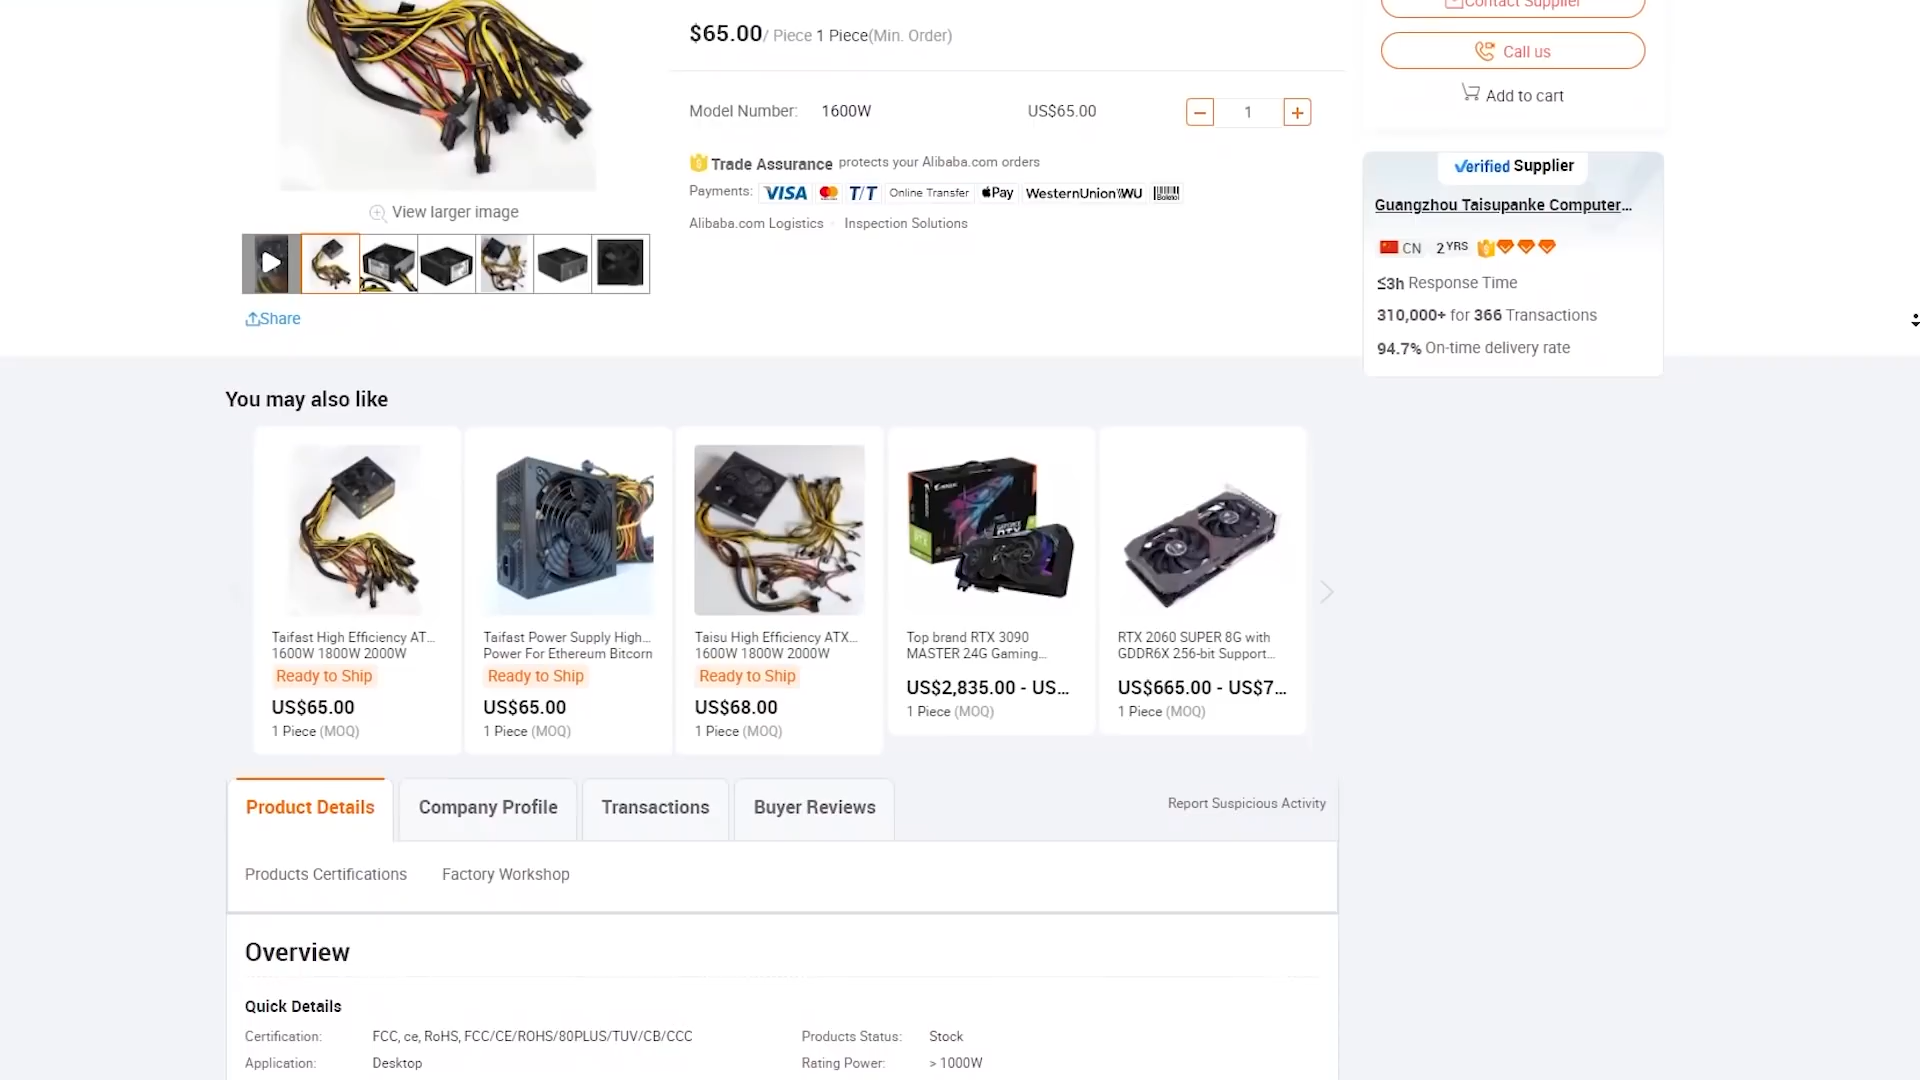 Contact Supplier
$65.00/ Piece 1 Piece(Min. Order)
Call us
Add to cart
Model Number: 1600W US$65.00 1
Trade Assurance protects your Alibaba.com orders
Payments: VISA T/T Online Transfer Pay WesternUnion WU Boleto
Alibaba.com Logistics · Inspection Solutions
View larger image
Share
Verified Supplier
Guangzhou Taisupanke Computer...
CN 2 YRS
≤3h Response Time
310,000+ for 366 Transactions
94.7% On-time delivery rate
You may also like
Taifast High Efficiency AT...
1600W 1800W 2000W
Ready to Ship
US$65.00
1 Piece (MOQ)
Taifast Power Supply High...
Power For Ethereum Bitcorn
Ready to Ship
US$65.00
1 Piece (MOQ)
Taisu High Efficiency ATX...
1600W 1800W 2000W
Ready to Ship
US$68.00
1 Piece (MOQ)
Top brand RTX 3090
MASTER 24G Gaming...
US$2,835.00 - US...
1 Piece (MOQ)
RTX 2060 SUPER 8G with
GDDR6X 256-bit Support...
US$665.00 - US$7...
1 Piece (MOQ)
Product Details
Company Profile
Transactions
Buyer Reviews
Report Suspicious Activity
Products Certifications
Factory Workshop
Overview
Quick Details
Certification: FCC, ce, RoHS, FCC/CE/ROHS/80PLUS/TUV/CB/CCC
Products Status: Stock
Application: Desktop
Rating Power: > 1000W